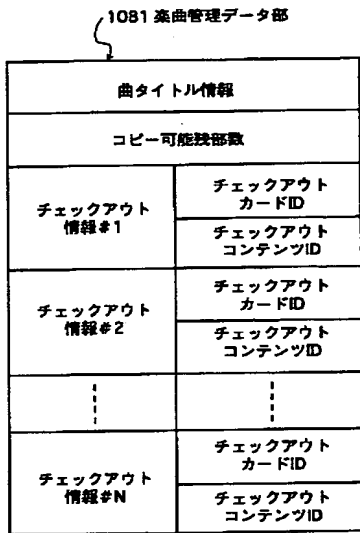 1081 楽曲管理データ部
曲タイトル情報
コピー可能残部数
チェックアウト
情報#1
チェックアウト
カードID
チェックアウト
コンテンツID
チェックアウト
情報#2
チェックアウト
カードID
チェックアウト
コンテンツID
チェックアウト
情報#N
チェックアウト
カードID
チェックアウト
コンテンツID